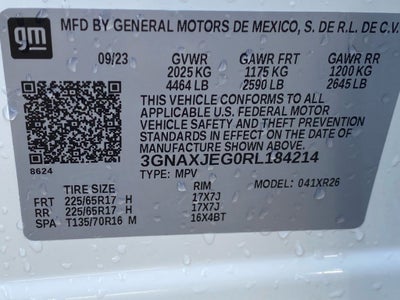 gm
MFD BY GENERAL MOTORS DE MEXICO, S. DE R.L. DE C.V.
09/23 GVWR GAWR FRT GAWR RR
2025 KG 1175 KG 1200 KG
4464 LB 2590 LB 2645 LB
THIS VEHICLE CONFORMS TO ALL
APPLICABLE U.S. FEDERAL MOTOR
VEHICLE SAFETY AND THEFT PREVENTION
STANDARDS IN EFFECT ON THE DATE OF
MANUFACTURE SHOWN ABOVE.
8624 3GNAXJEG0RL184214
TYPE: MPV
TIRE SIZE RIM MODEL: 041XR26
FRT 225/65R17 H 17X7J
RR 225/65R17 H 17X7J
SPA T135/70R16 M 16X4BT